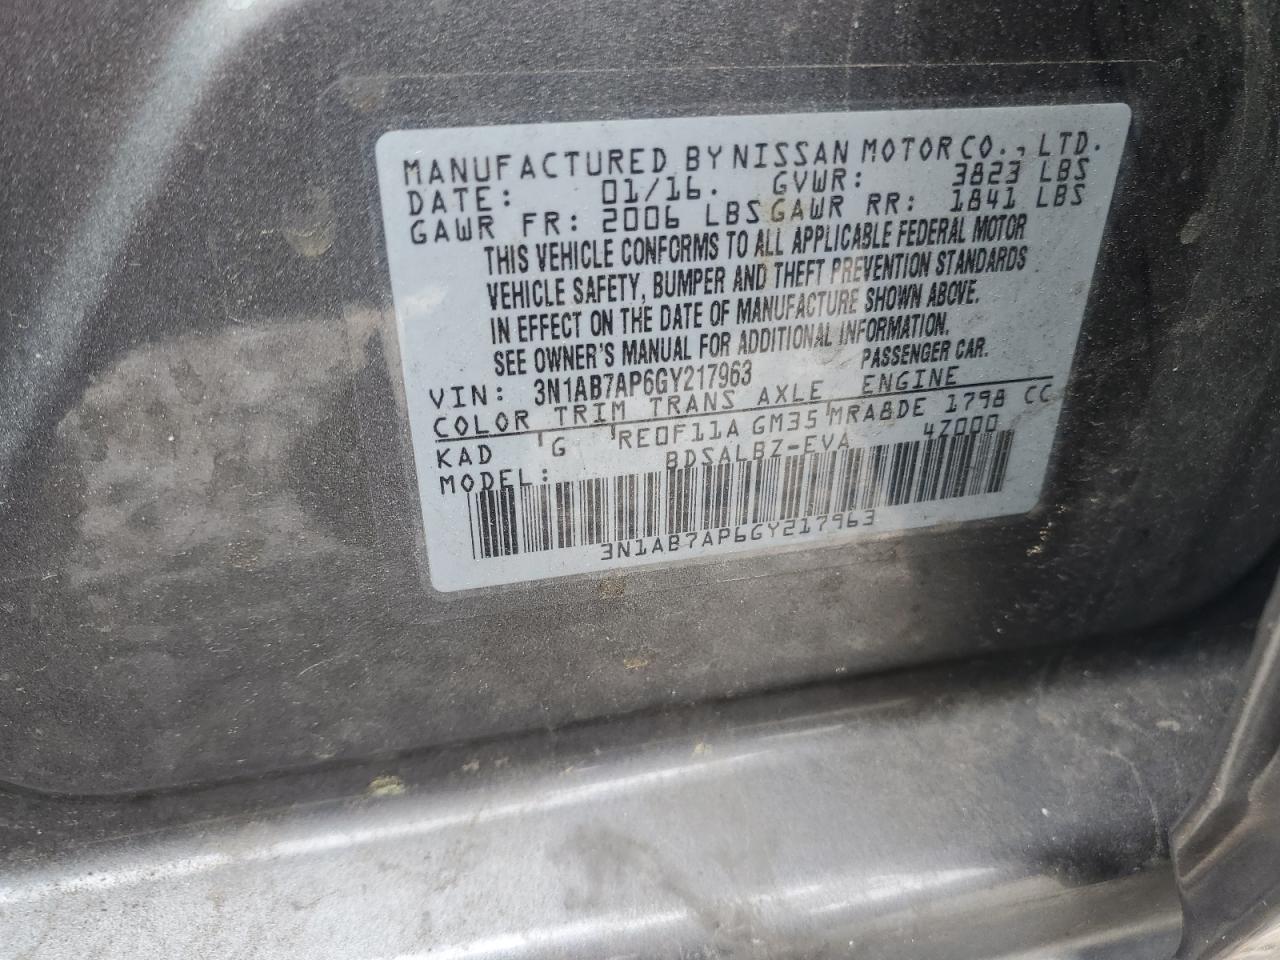 MANUFACTURED BY NISSAN MOTOR CO., LTD.
DATE: 01/16. GVWR: 3823 LBS
GAWR FR: 2006 LBS GAWR RR: 1841 LBS
THIS VEHICLE CONFORMS TO ALL APPLICABLE FEDERAL MOTOR
VEHICLE SAFETY, BUMPER AND THEFT PREVENTION STANDARDS
IN EFFECT ON THE DATE OF MANUFACTURE SHOWN ABOVE.
SEE OWNER'S MANUAL FOR ADDITIONAL INFORMATION.
VIN: 3N1AB7AP6GY217963 PASSENGER CAR.
COLOR TRIM TRANS AXLE ENGINE
KAD G RE0F11A GM35 MRA8DE 1798 CC
MODEL: BDSALBZ-EVA 4Z000
3N1AB7AP6GY217963